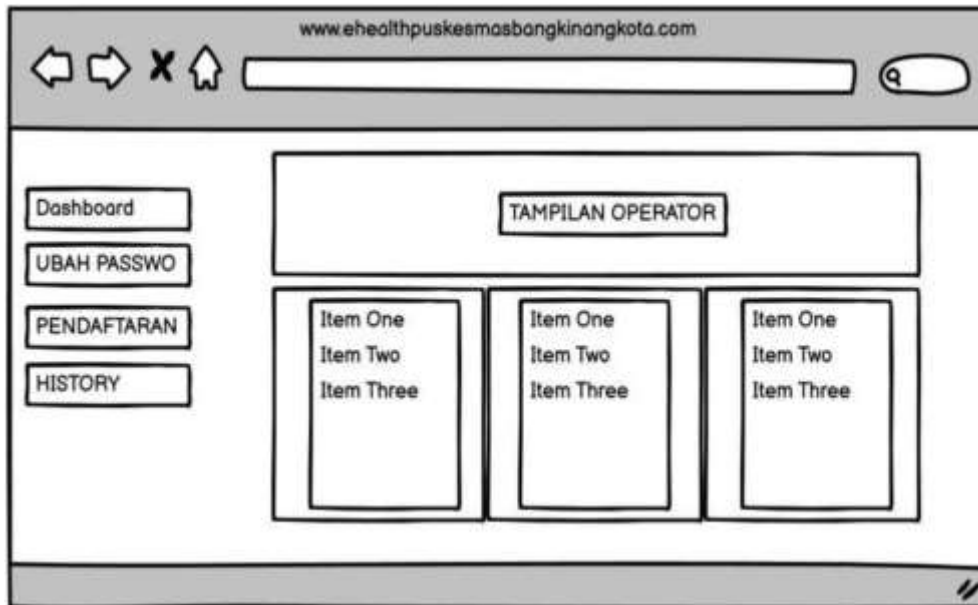 www.ehealthpuskesmasbangkinangkota.com
Dashboard
UBAH PASSWO
PENDAFTARAN
HISTORY
TAMPILAN OPERATOR
Item One
Item Two
Item Three
Item One
Item Two
Item Three
Item One
Item Two
Item Three